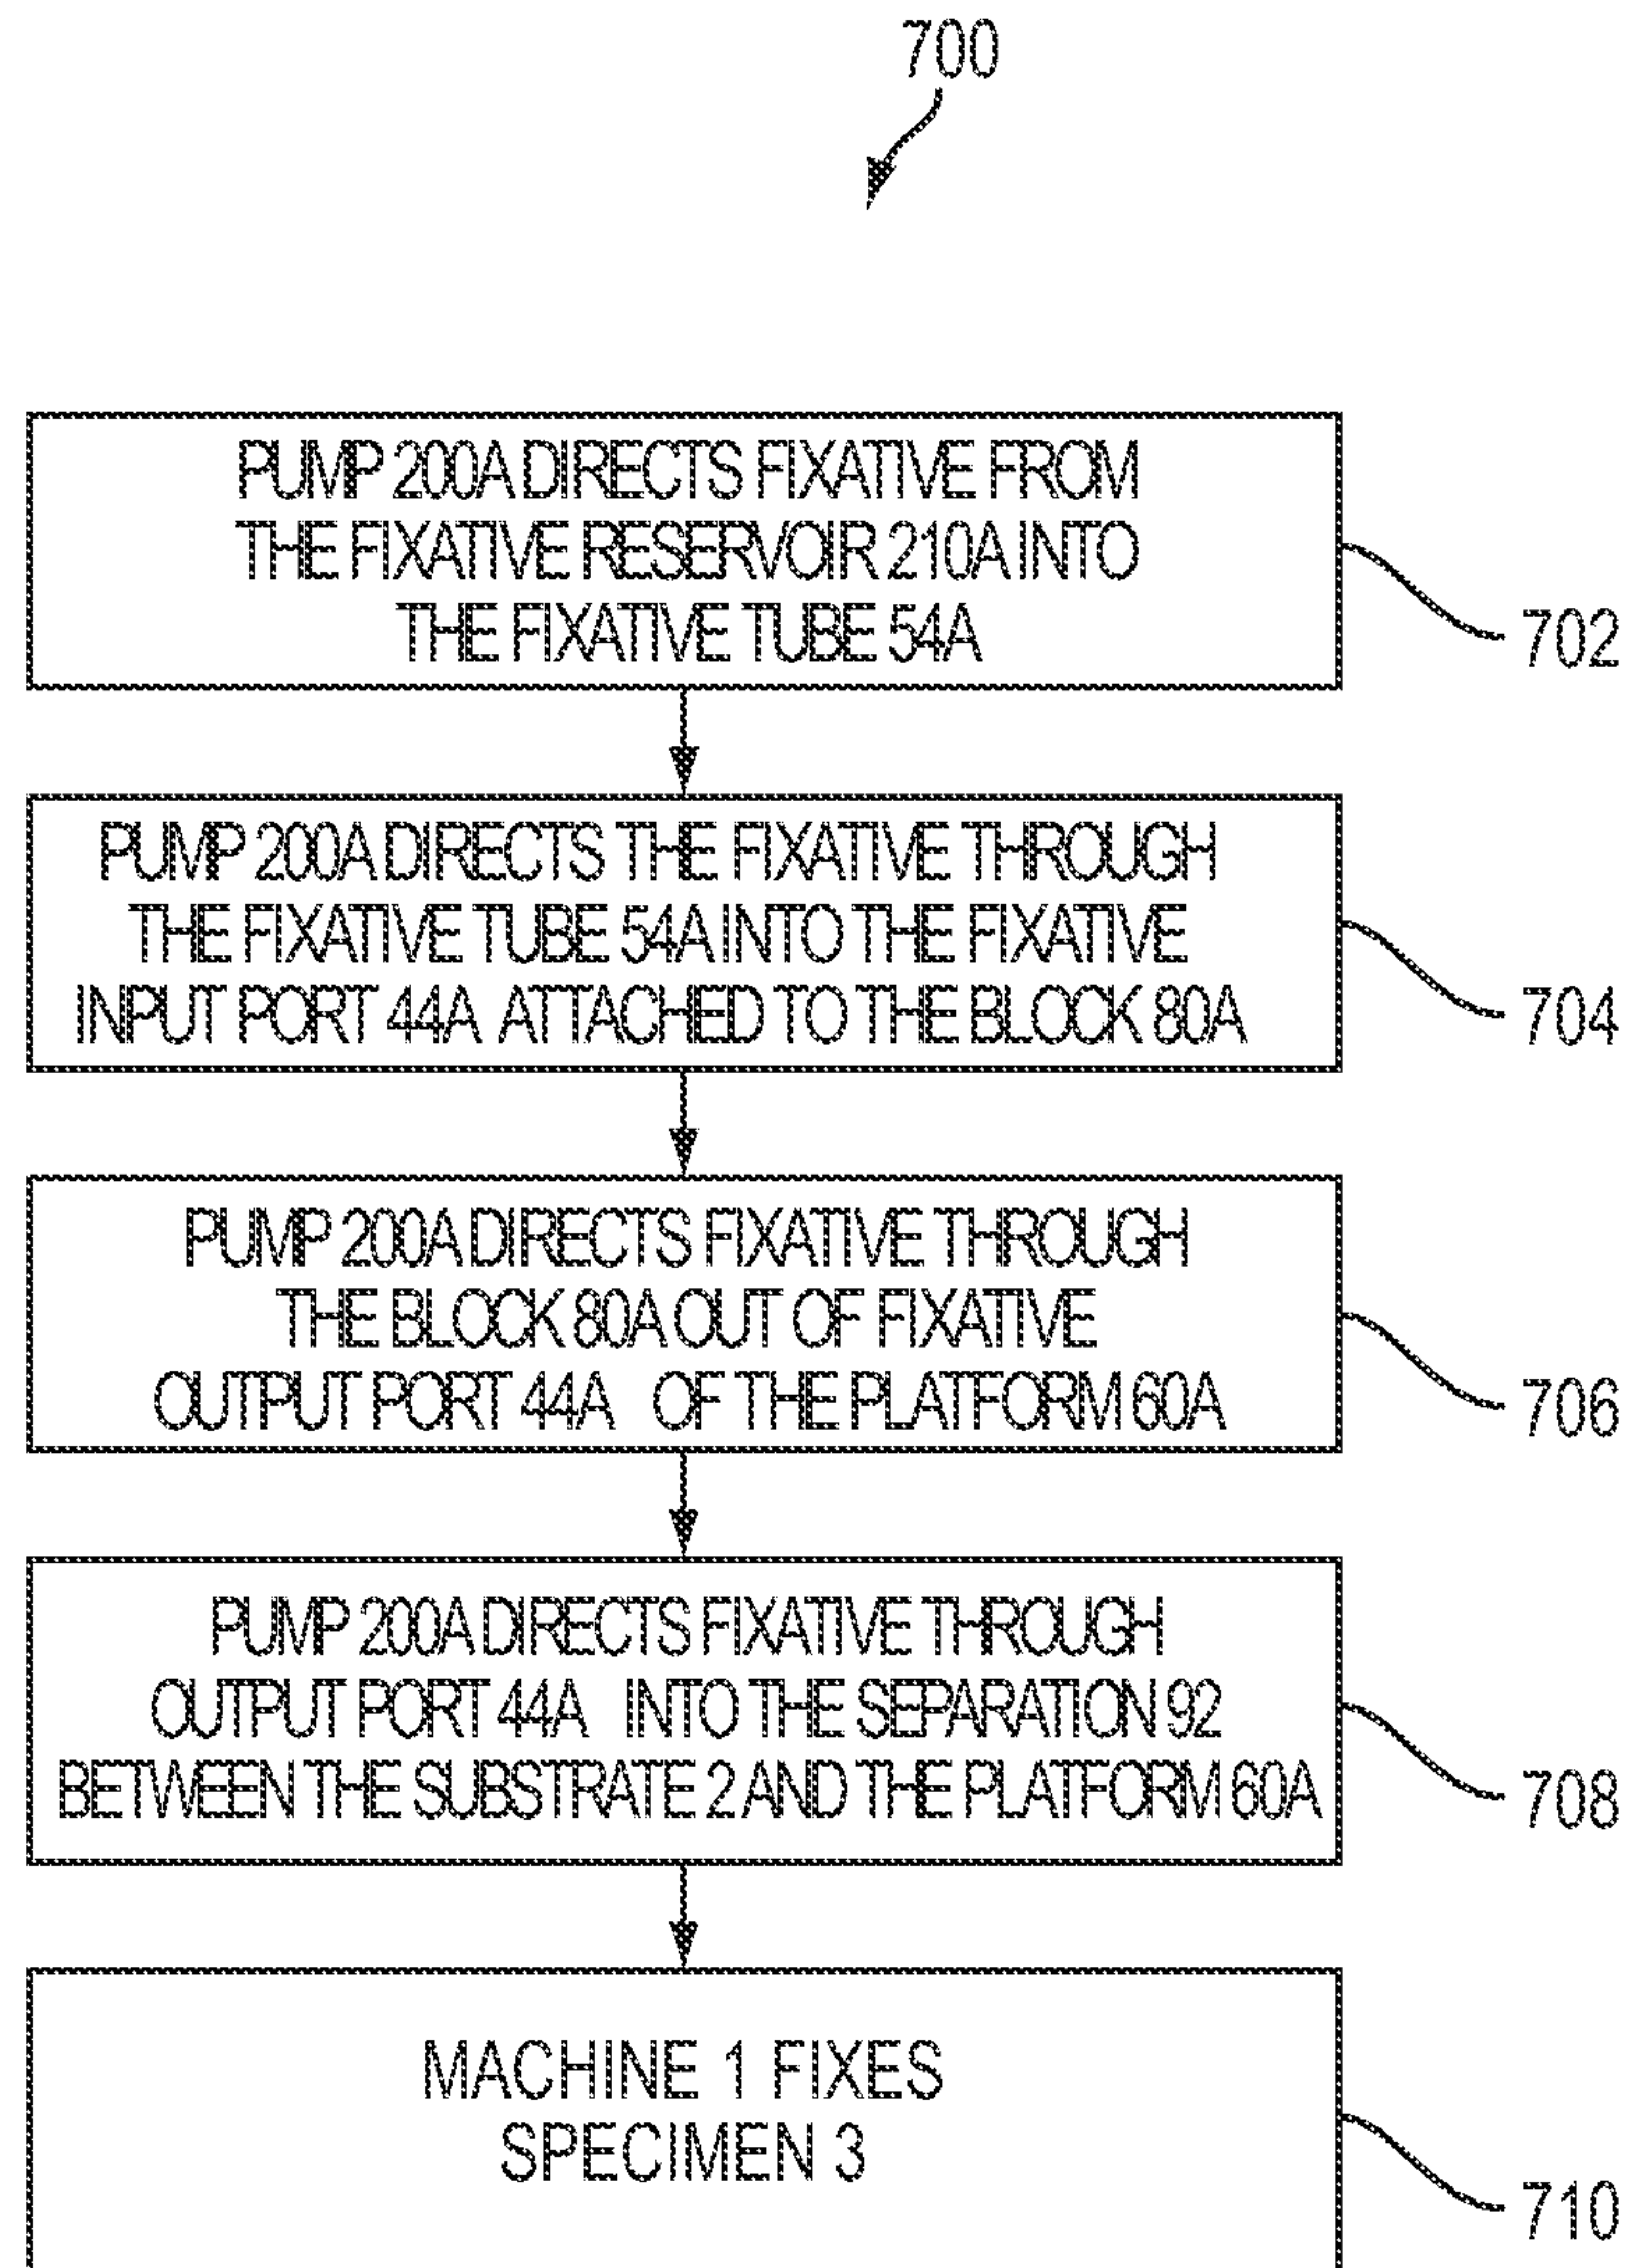 700
PUMP 200A DIRECTS FIXATIVE FROM
THE FIXATIVE RESERVOIR 210A INTO
THE FIXATIVE TUBE 54A
702
PUMP 200A DIRECTS THE FIXATIVE THROUGH
THE FIXATIVE TUBE 54A INTO THE FIXATIVE
INPUT PORT 44A ATTACHED TO THE BLOCK 80A
704
PUMP 200A DIRECTS FIXATIVE THROUGH
THE BLOCK 80A OUT OF FIXATIVE
OUTPUT PORT 44A OF THE PLATFORM 60A
706
PUMP 200A DIRECTS FIXATIVE THROUGH
OUTPUT PORT 44A INTO THE SEPARATION 92
BETWEEN THE SUBSTRATE 2 AND THE PLATFORM 60A
708
MACHINE 1 FIXES
SPECIMEN 3
710